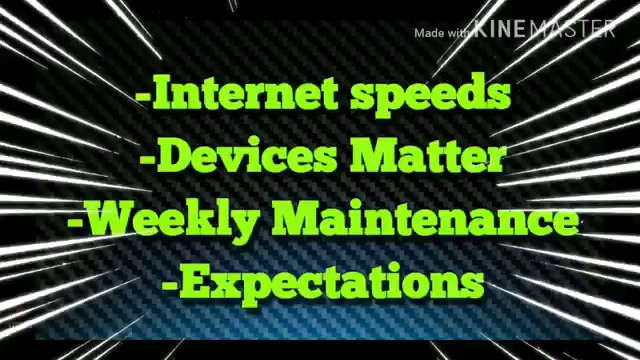 Made with KINEMASTER
-Internet speeds
-Devices Matter
-Weekly Maintenance
-Expectations